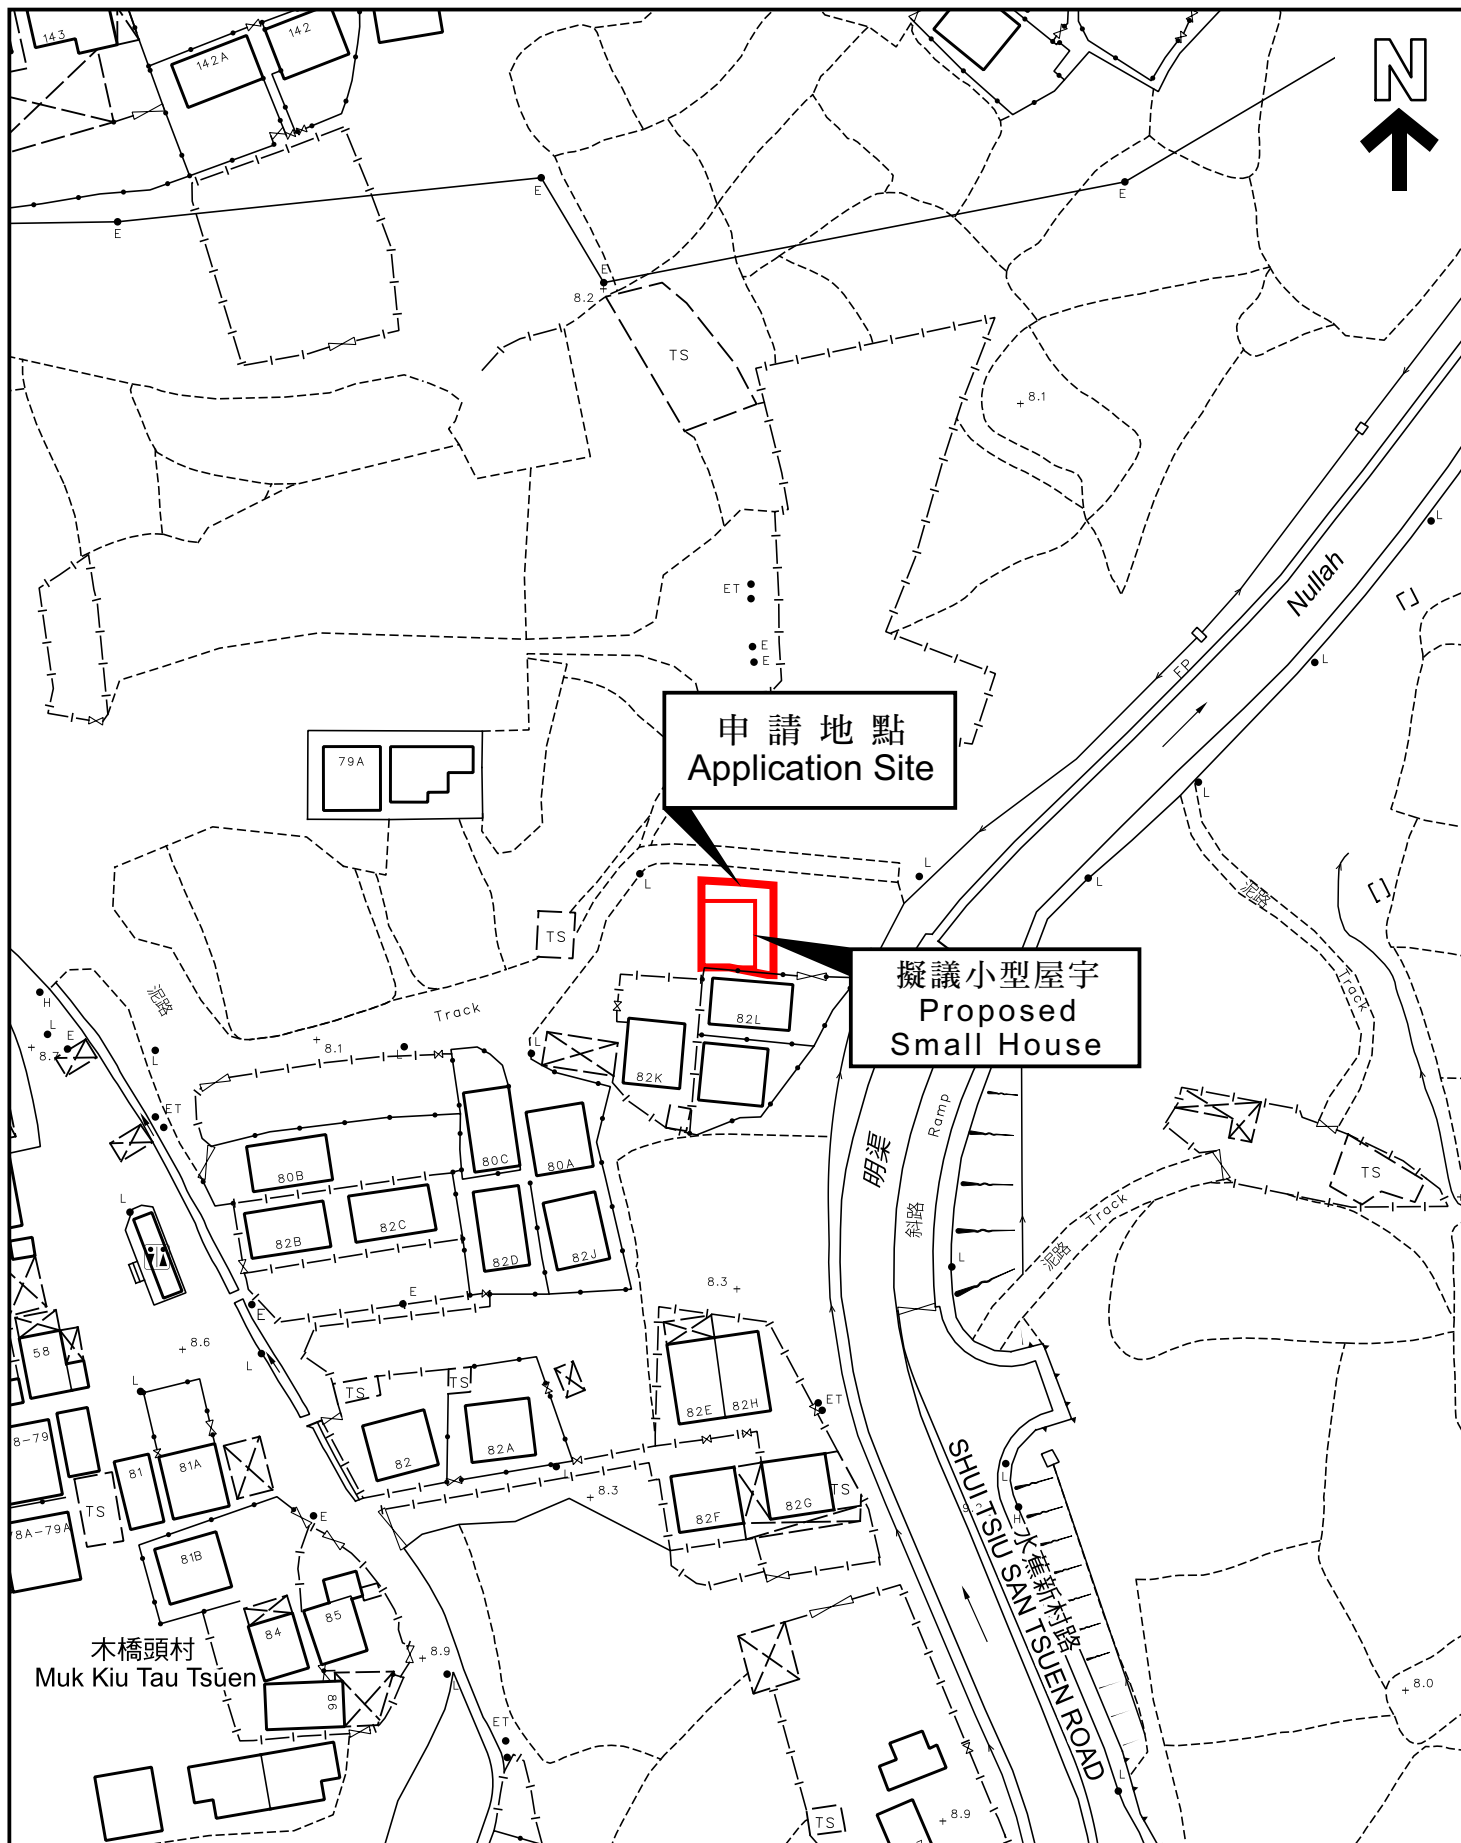 143
142
142A
N
E
E
E
E
8.2
TS
8.1
L
ET
Nullah
E
E
L
FP
申請地點
Application Site
79A
L
L
L
L
泥路
TS
擬議小型屋宇
Proposed
Small House
泥路
Track
Track
H
E
8.7
L
8.1
L
L
82L
82K
ET
Ramp
明渠
80C
80A
80B
TS
L
82C
82B
82D
82J
斜路
Track
泥路
L
8.3
E
E
8.6
L
58
L
TS
TS
82E
82H
ET
82
82A
8-79
81
81A
TS
8.3
82F
82G
TS
L
H
SHUI TSIU SAN TSUEN ROAD
水蕉新村路
8A-79A
E
81B
85
84
木橋頭村
Muk Kiu Tau Tsuen
8.9
L
86
8.0
ET
L
TS
8.9